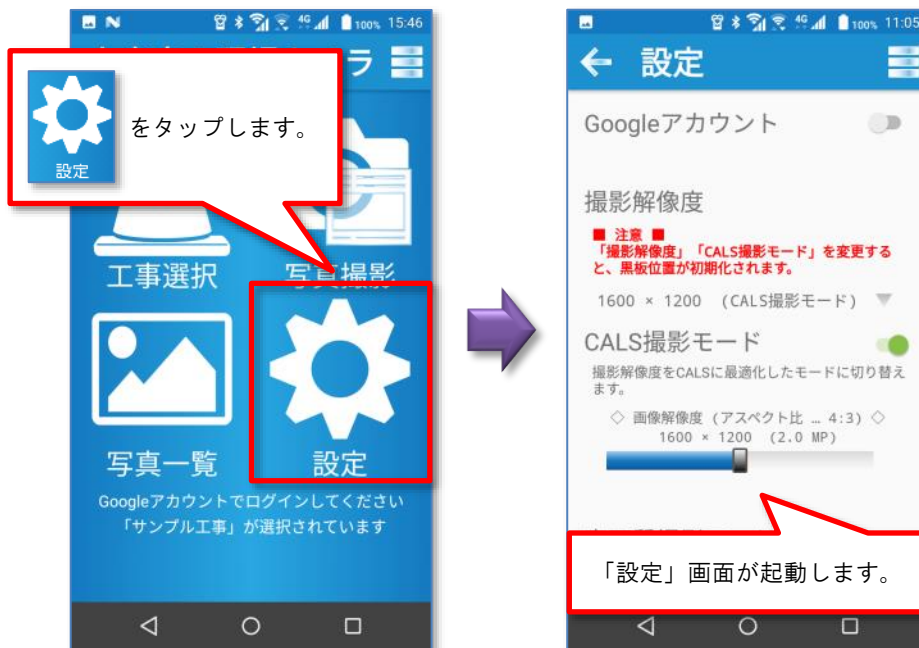 15:46
100%
4G
ラ
設定
をタップします。
工事選択
写真撮影
写真一覧
設定
Googleアカウントでログインしてください
「サンプル工事」が選択されています
100% 11:05
4G
設定
Googleアカウント
撮影解像度
■ 注意 ■
「撮影解像度」「CALS撮影モード」を変更する
と、黒板位置が初期化されます。
1600 × 1200 (CALS撮影モード)
CALS撮影モード
撮影解像度をCALSに最適化したモードに切り替え
ます。
◇ 画像解像度 (アスペクト比 … 4:3) ◇
1600 × 1200 (2.0 MP)
「設定」画面が起動します。